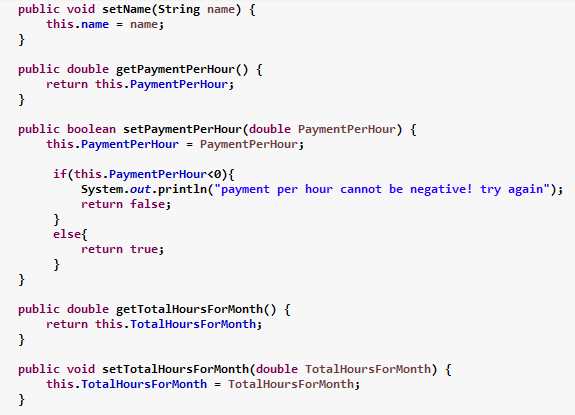 public void setName(String name) {
    this.name = name;
}
public double getPaymentPerHour() {
    return this.PaymentPerHour;
}
public boolean setPaymentPerHour(double PaymentPerHour) {
    this.PaymentPerHour = PaymentPerHour;
     if(this.PaymentPerHour<0){
         System.out.println("payment per hour cannot be negative! try again");
         return false;
     }
     else{
         return true;
     }
}
public double getTotalHoursForMonth() {
    return this.TotalHoursForMonth;
}
public void setTotalHoursForMonth(double TotalHoursForMonth) {
    this.TotalHoursForMonth = TotalHoursForMonth;
}